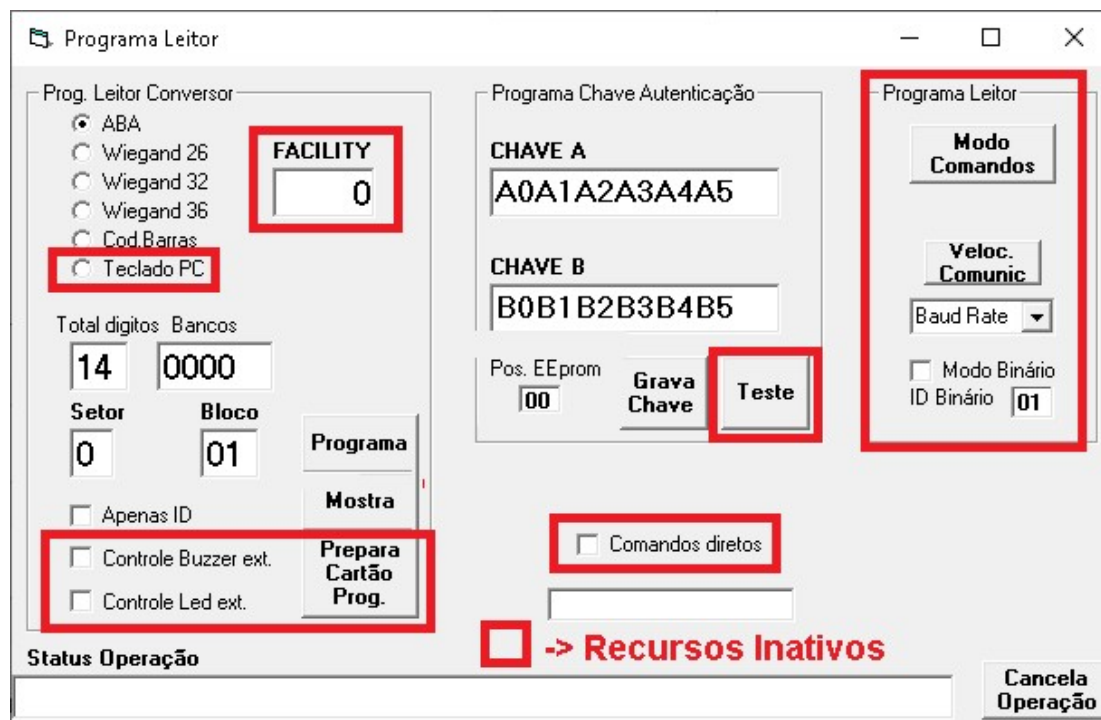 Programa Leitor
Prog. Leitor Conversor
ABA
Wiegand 26
Wiegand 32
Wiegand 36
Cod.Barras
Teclado PC
FACILITY
0
Total digitos Bancos
14 0000
Setor Bloco
0 01
Programa
Mostra
Apenas ID
Controle Buzzer ext.
Controle Led ext.
Prepara
Cartão
Prog.
Programa Chave Autenticação
CHAVE A
A0A1A2A3A4A5
CHAVE B
B0B1B2B3B4B5
Pos. EEprom
00
Grava
Chave
Teste
Programa Leitor
Modo
Comandos
Veloc.
Comunic
Baud Rate
Modo Binário
ID Binário 01
Comandos diretos
-> Recursos Inativos
Status Operação
Cancela
Operação